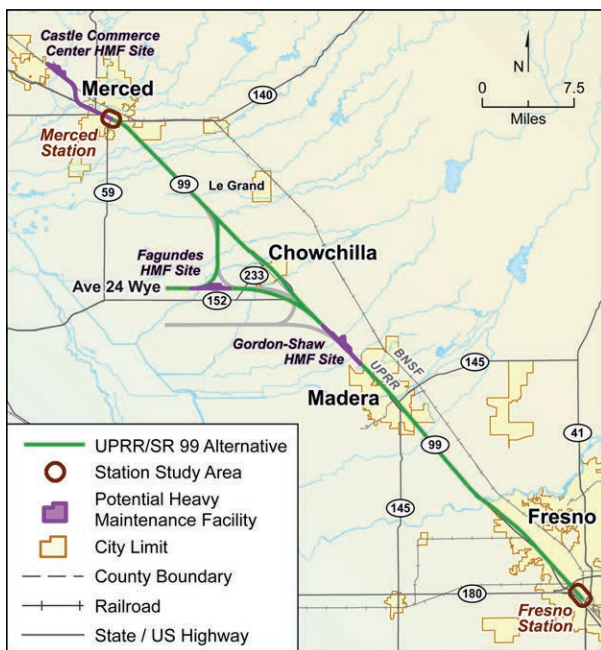 Castle Commerce
Center HMF Site
Merced
N
0
7.5
Miles
140
Merced
Station
59
99
Le Grand
Fagundes
HMF Site
Chowchilla
233
Ave 24 Wye
152
Gordon-Shaw
HMF Site
BNSF
UPRR
145
Madera
41
99
145
Fresno
180
Fresno
Station
UPRR/SR 99 Alternative
Station Study Area
Potential Heavy
Maintenance Facility
City Limit
County Boundary
Railroad
State / US Highway